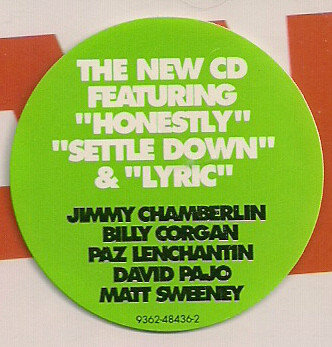 THE NEW CD
FEATURING
"HONESTLY"
"SETTLE DOWN"
& "LYRIC"
JIMMY CHAMBERLIN
BILLY CORGAN
PAZ LENCHANTIN
DAVID PAJO
MATT SWEENEY
9362-48436-2